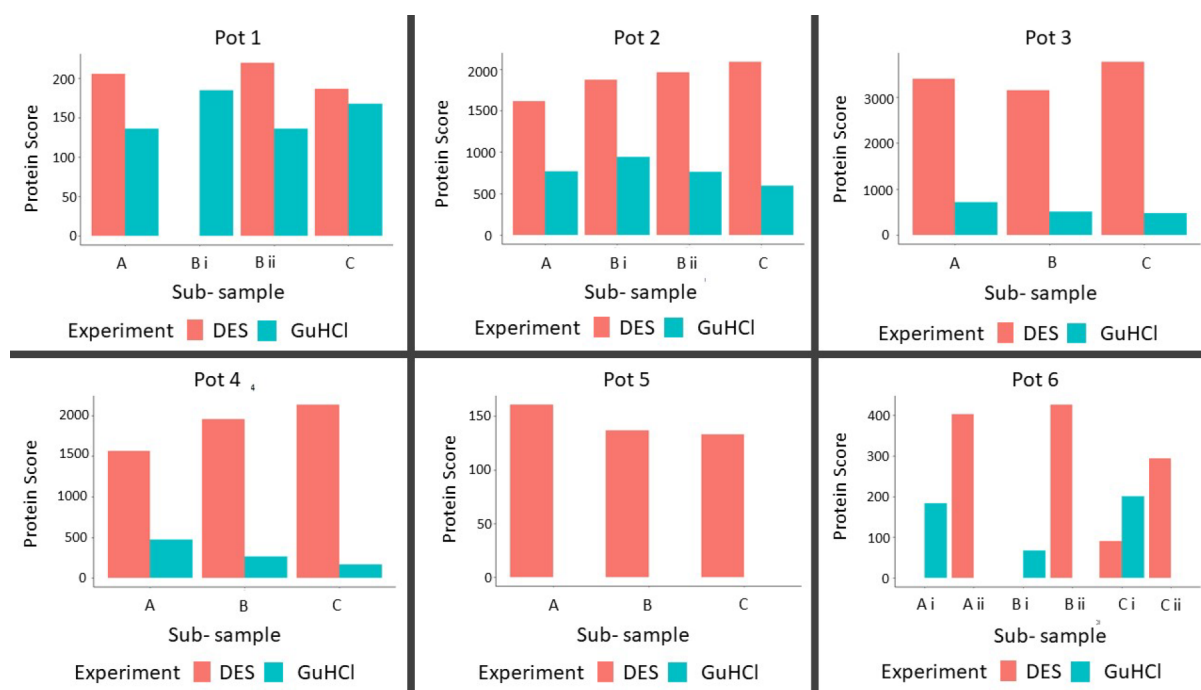 Pot 1
Protein Score
200
150
100
50
0
A B i B ii C
Sub- sample
Experiment DES GuHCl
Pot 2
Protein Score
2000
1500
1000
500
0
A B i B ii C
Sub- sample
Experiment DES GuHCl
Pot 3
Protein Score
3000
2000
1000
0
A B C
Sub- sample
Experiment DES GuHCl
Pot 4 4
Protein Score
2000
1500
1000
500
0
A B C
Sub- sample
Experiment DES GuHCl
Pot 5
Protein Score
150
100
50
0
A B C
Sub- sample
Experiment DES GuHCl
Pot 6
Protein Score
400
300
200
100
0
A i A ii B i B ii C i C ii
3
Sub- sample
Experiment DES GuHCl